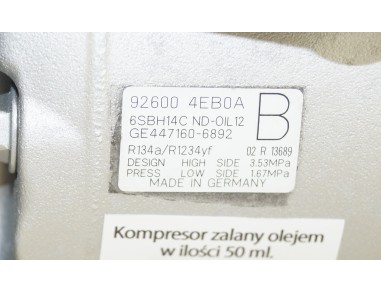 92600 4EB0A
B
6SBH14C ND-OIL12
GE447160-6892
R134a/R1234yf 02 R 13689
DESIGN HIGH SIDE 3.53MPa
PRESS LOW SIDE 1.67MPa
MADE IN GERMANY
Kompresor zalany olejem
w ilości 50 ml.